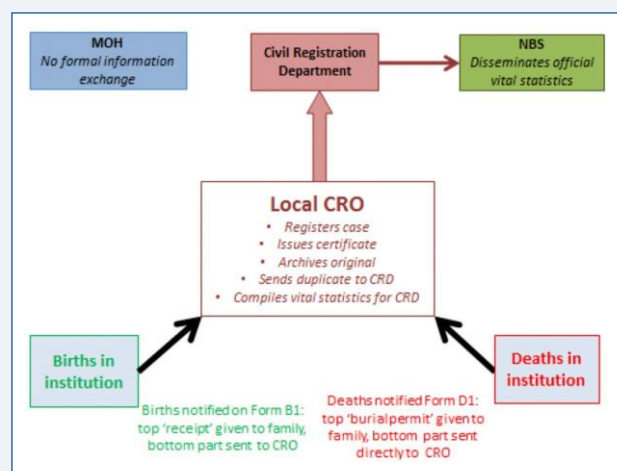 MOH
No formal information
exchange
Civil Registration
Department
NBS
Disseminates official
vital statistics
Local CRO
• Registers case
• Issues certificate
• Archives original
• Sends duplicate to CRD
• Compiles vital statistics for CRD
Births in
institution
Deaths in
institution
Births notified on Form B1:
top 'receipt' given to family,
bottom part sent to CRO
Deaths notified Form D1:
top 'burialpermit' given to
family, bottom part sent
directly to CRO